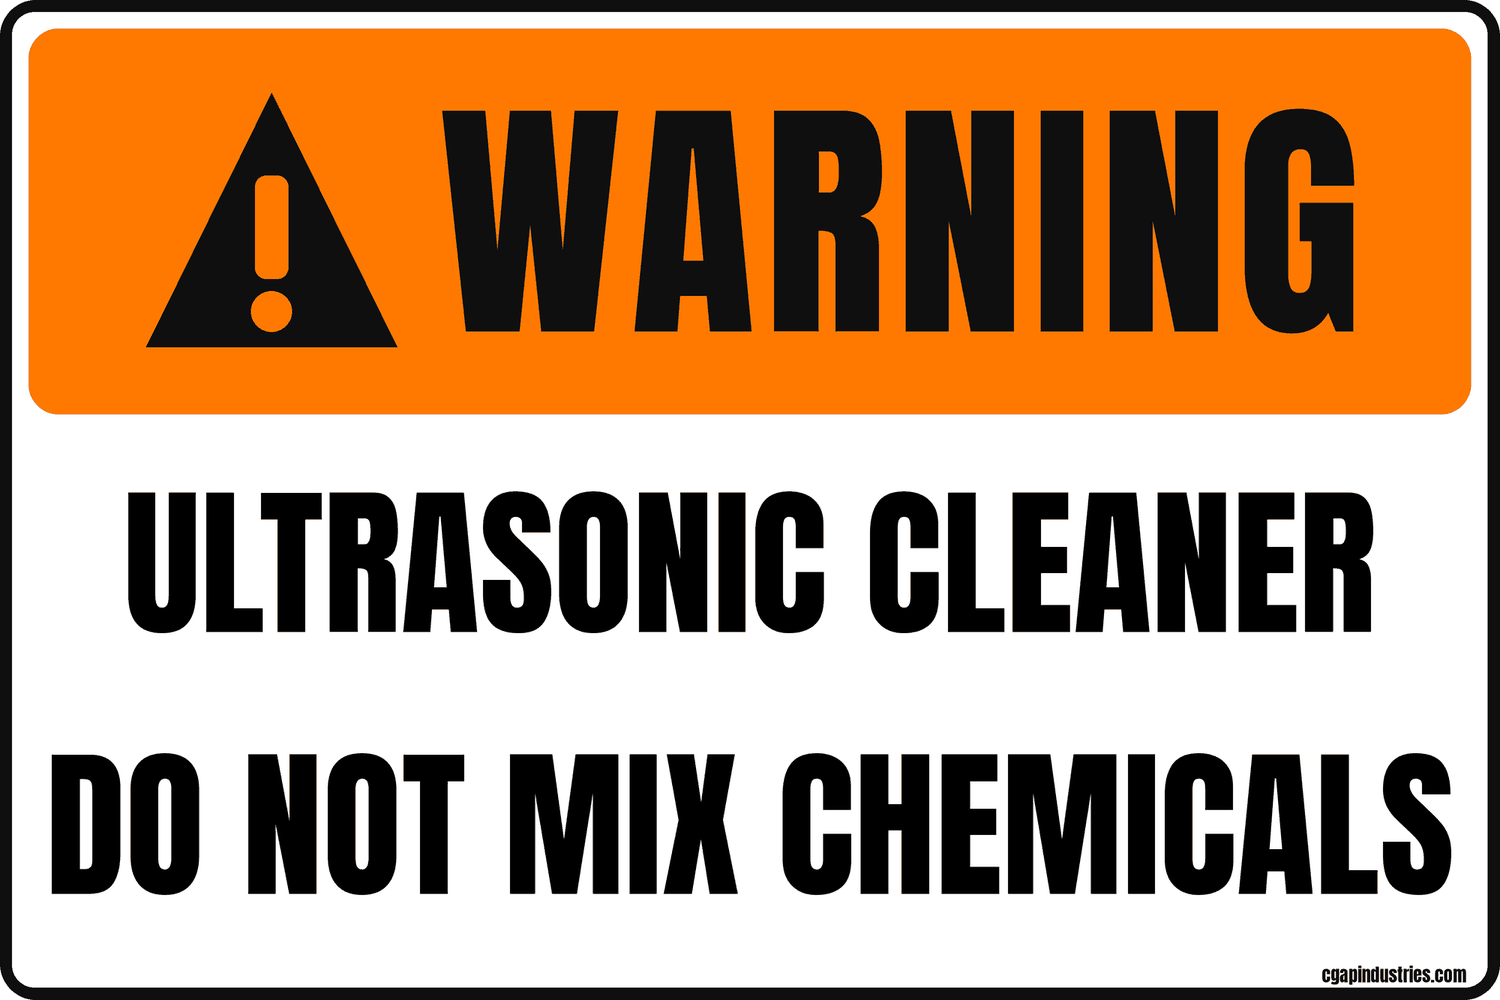 WARNING
ULTRASONIC CLEANER
DO NOT MIX CHEMICALS
cgapindustries.com